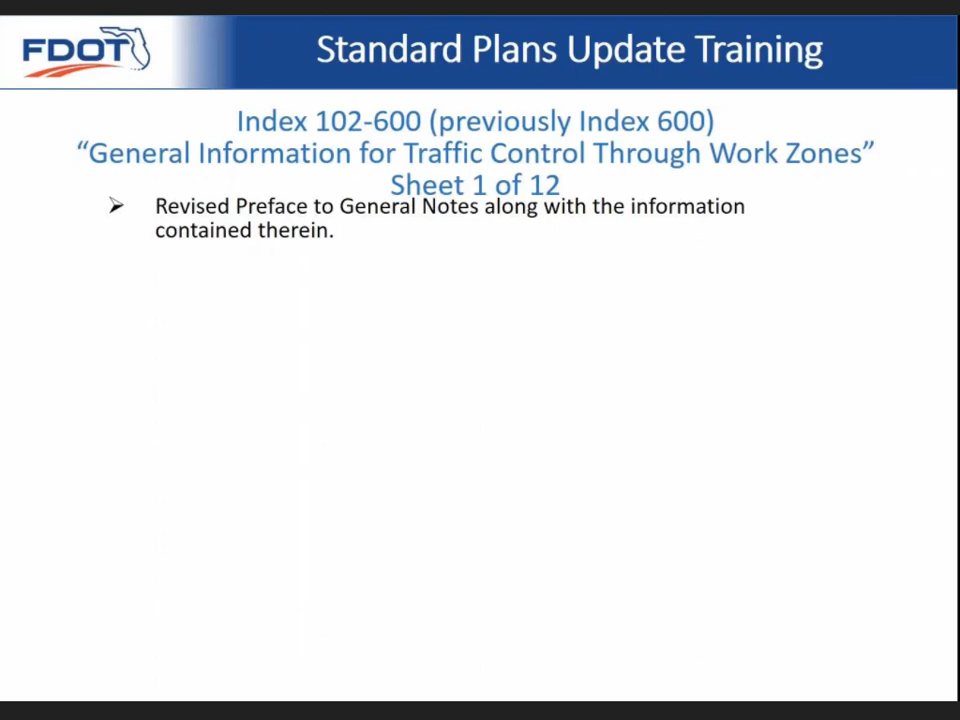 FDOT
Standard Plans Update Training
Index 102-600 (previously Index 600)
“General Information for Traffic Control Through Work Zones”
Sheet 1 of 12
➢ Revised Preface to General Notes along with the information
contained therein.